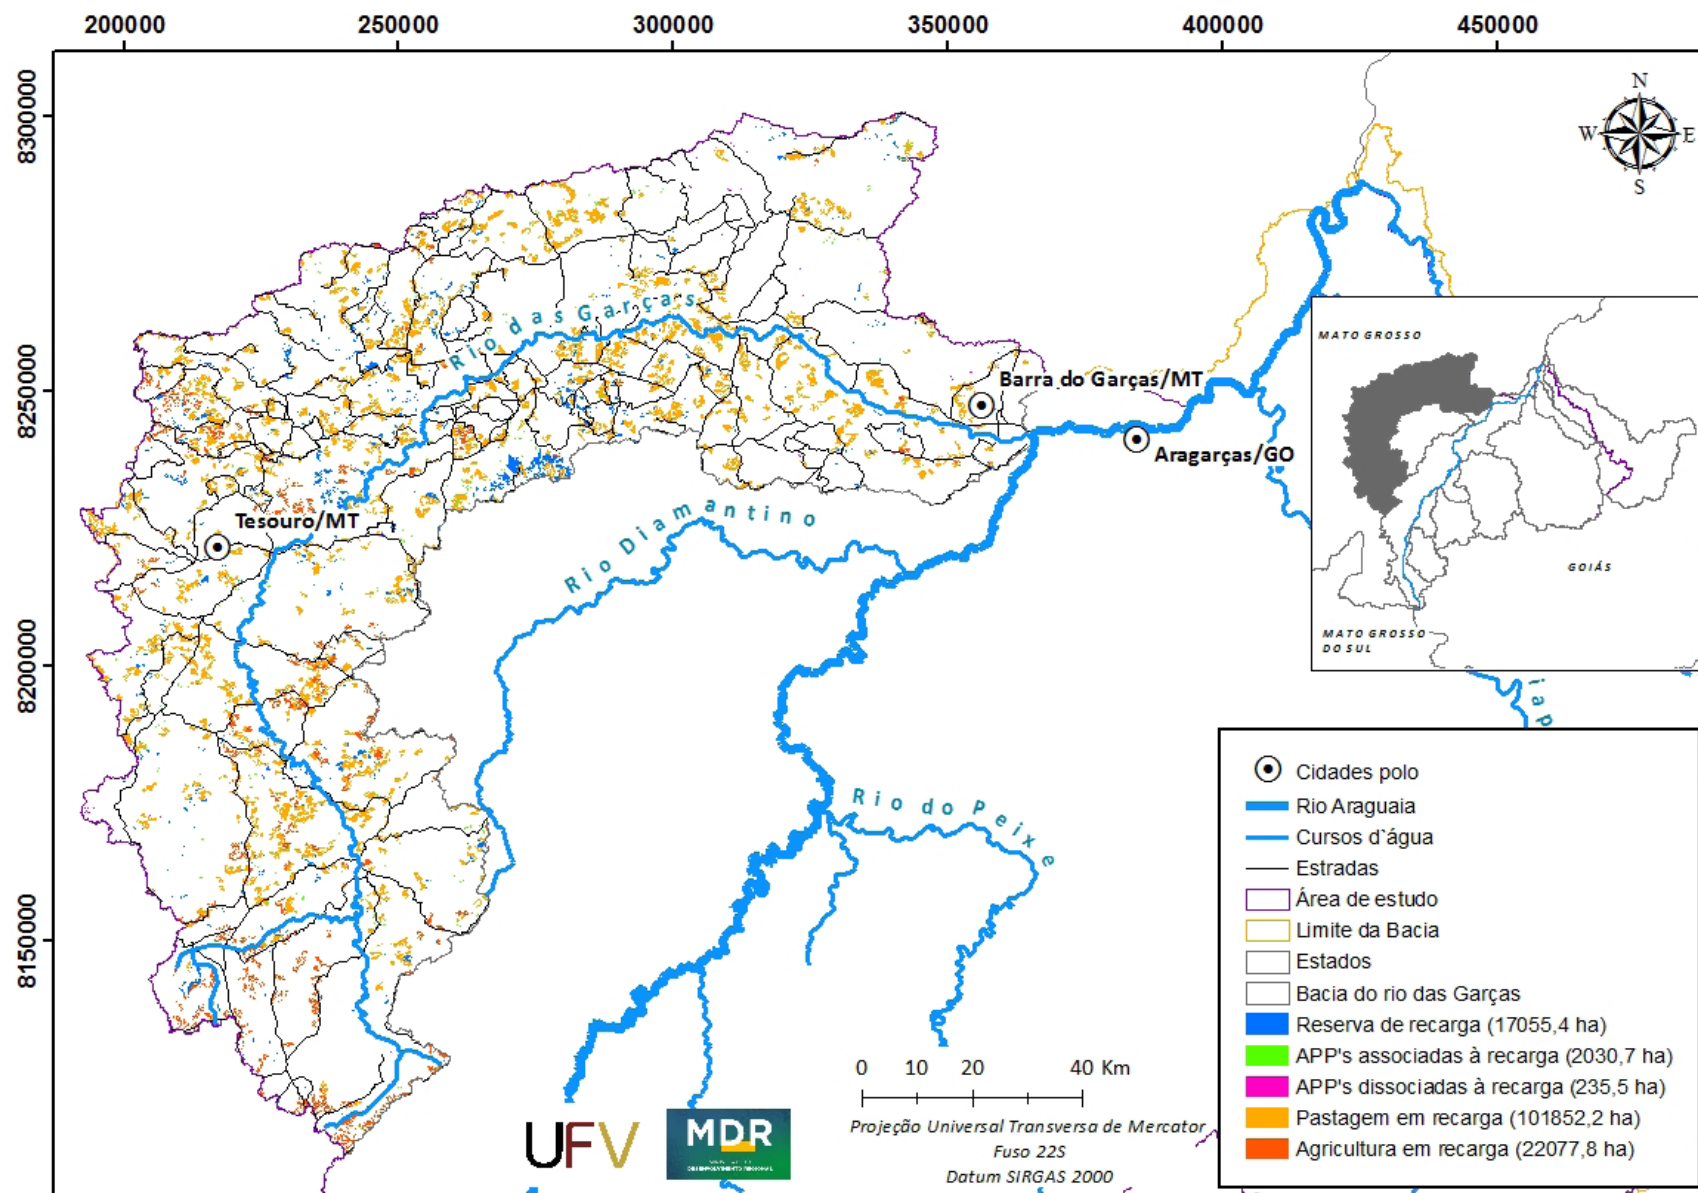 200000 250000 300000 350000 400000 4500000
8300000
8250000
8200000
8150000
N
W E
S
Rio das Garças
Barra do Garças/MT
Aragarças/GO
Tesouro/MT
Rio Diamantino
Rio do Peixe
iap
MATO GROSSO
GOIÁS
MATO GROSSO
DO SUL
Cidades polo
Rio Araguaia
Cursos d`água
Estradas
Área de estudo
Limite da Bacia
Estados
Bacia do rio das Garças
Reserva de recarga (17055,4 ha)
APP's associadas à recarga (2030,7 ha)
APP's dissociadas à recarga (235,5 ha)
Pastagem em recarga (101852,2 ha)
Agricultura em recarga (22077,8 ha)
0 10 20 40 Km
Projeção Universal Transversa de Mercator
Fuso 22S
Datum SIRGAS 2000
UFV
MDR
DESENVOLVIMENTO REGIONAL